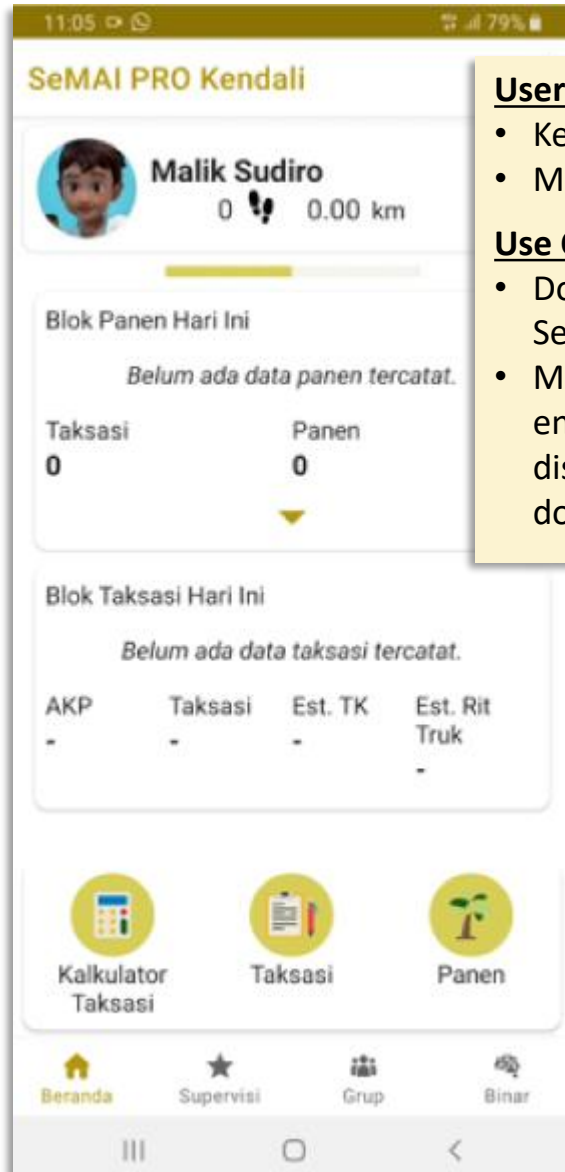 11:05
79%
SeMAI PRO Kendali
Malik Sudiro
0 0.00 km
Blok Panen Hari Ini
Belum ada data panen tercatat.
Taksasi Panen
0 0
Blok Taksasi Hari Ini
Belum ada data taksasi tercatat.
AKP Taksasi Est. TK Est. Rit
Truk
- - -
-
Kalkulator Taksasi Panen
Taksasi
Beranda Supervisi Grup Binar
User
Use